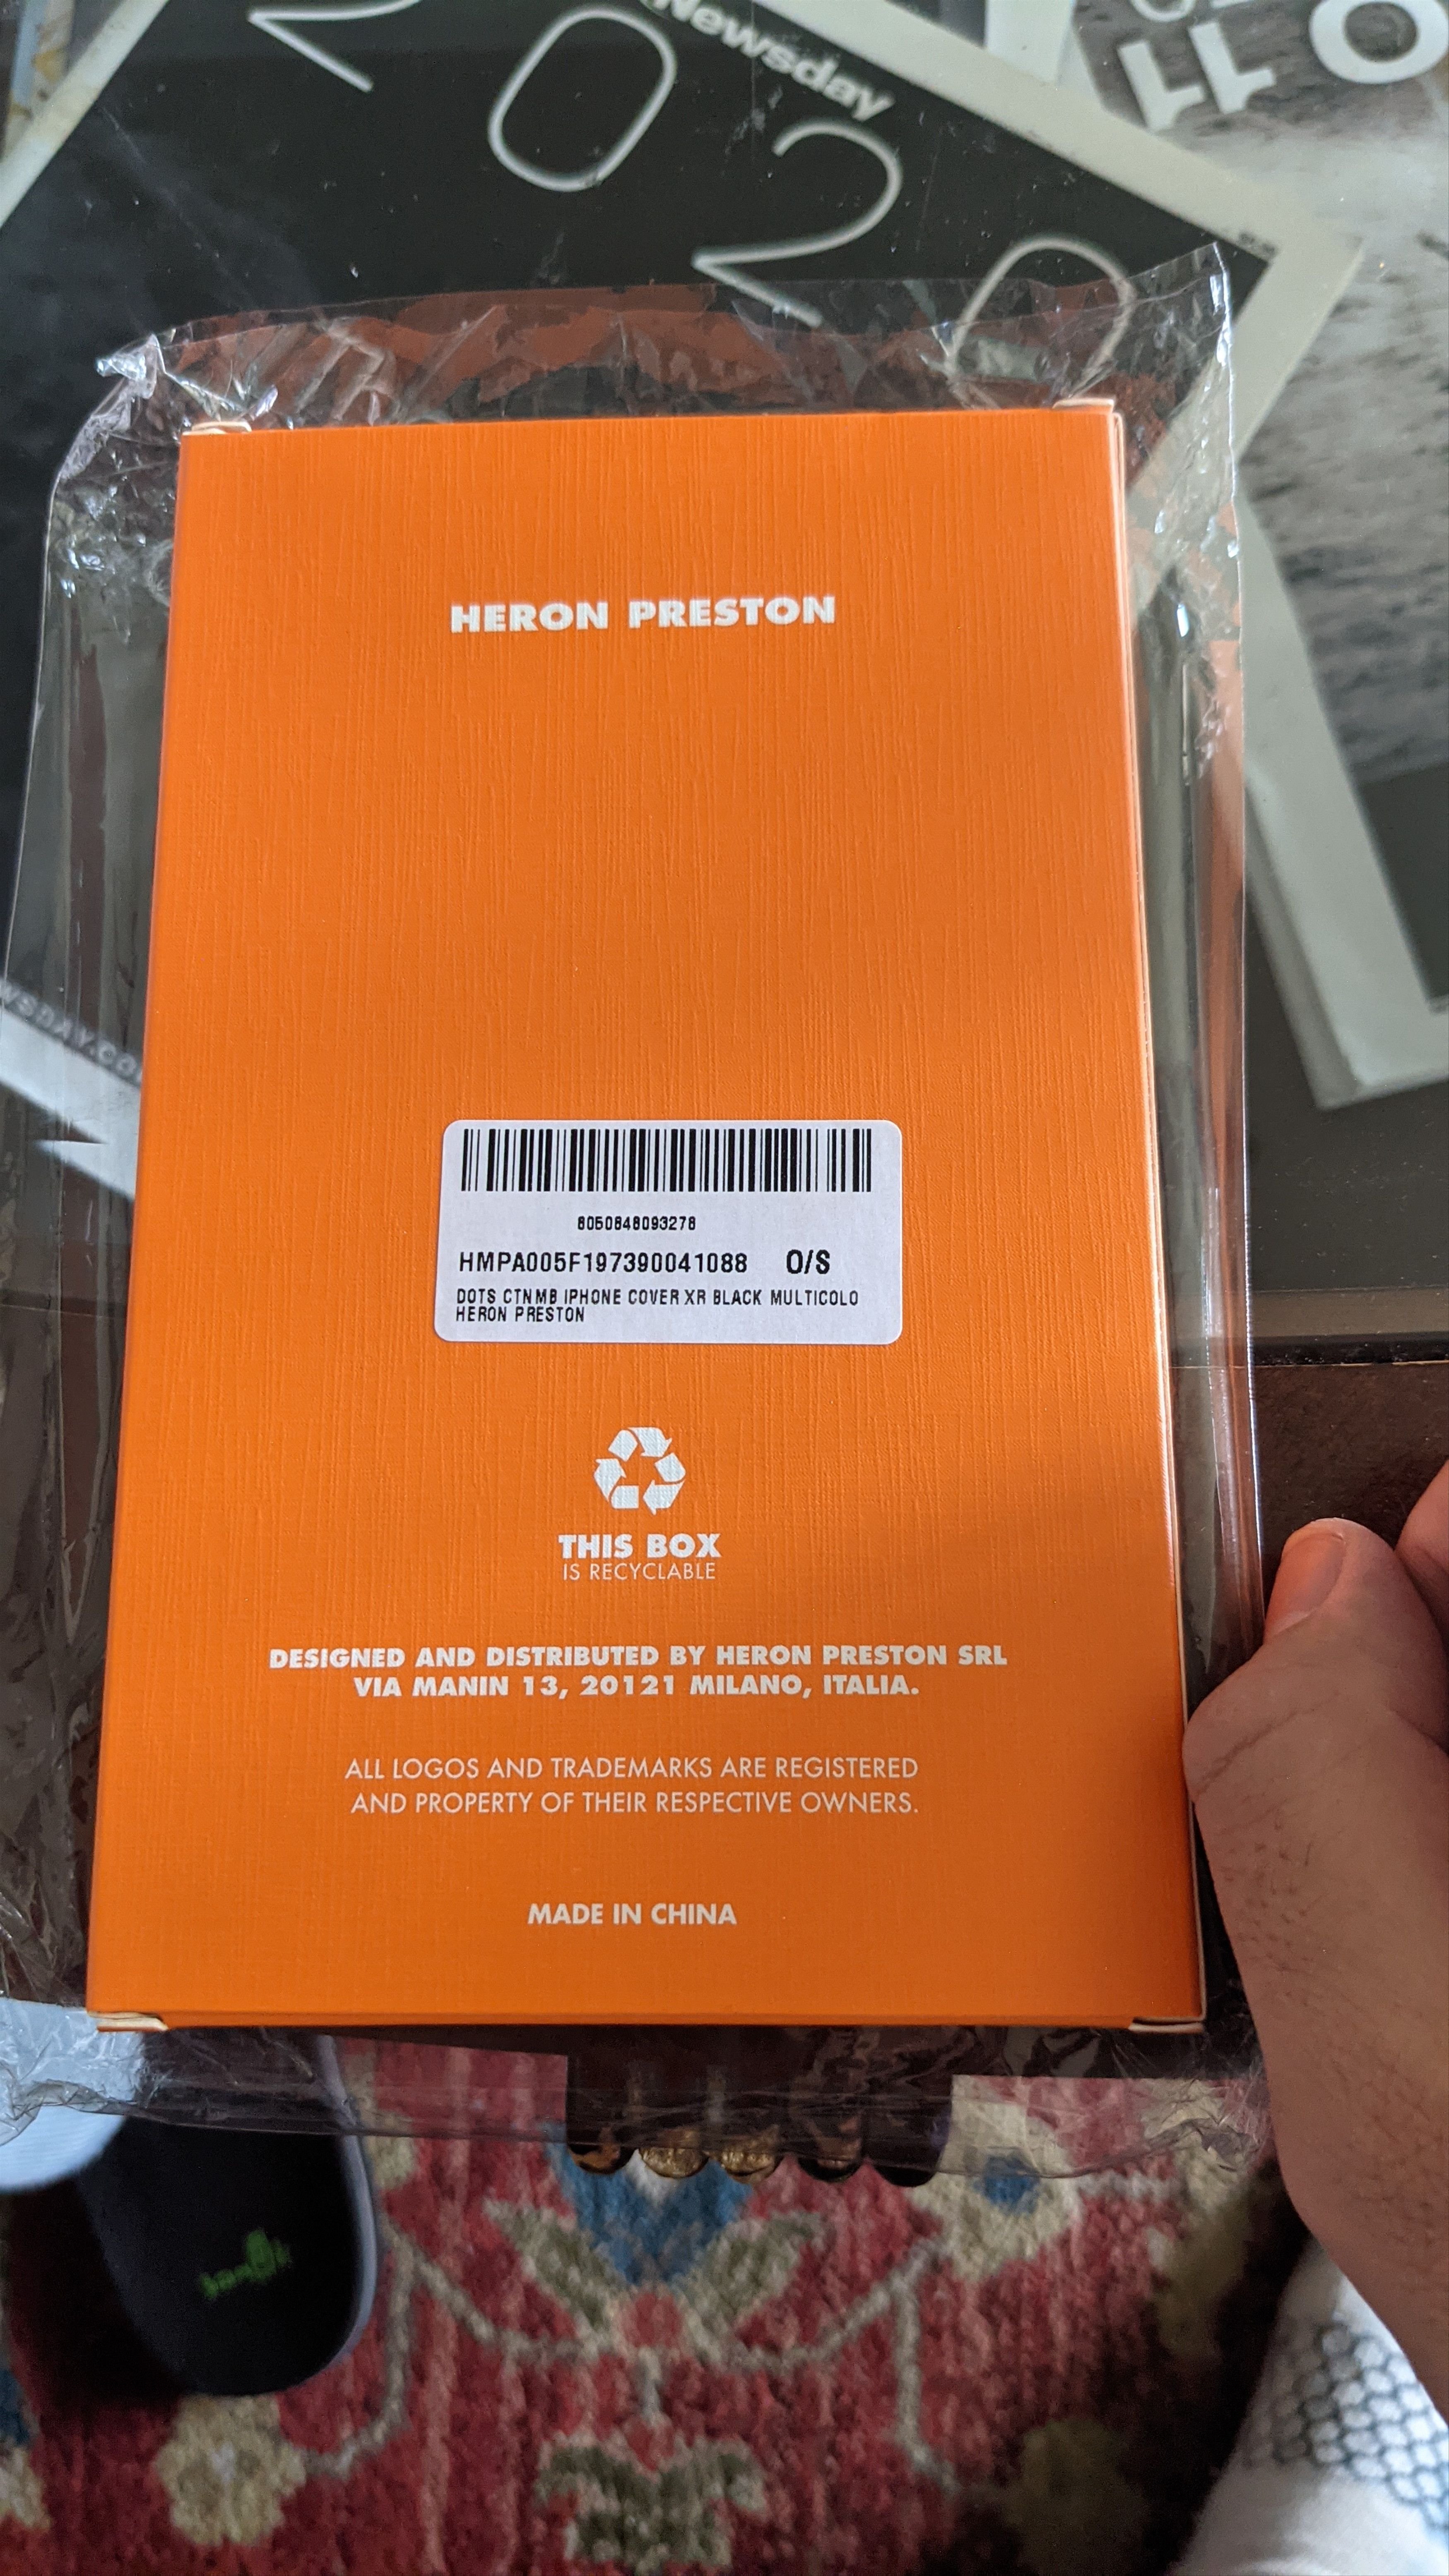 Newsday
2020
HERON PRESTON
8050848093278
HMPA005F197390041088 O/S
DOTS CTNMB IPHONE COVER XR BLACK MULTICOLO
HERON PRESTON
THIS BOX
IS RECYCLABLE
DESIGNED AND DISTRIBUTED BY HERON PRESTON SRL
VIA MANIN 13, 20121 MILANO, ITALIA.
ALL LOGOS AND TRADEMARKS ARE REGISTERED
AND PROPERTY OF THEIR RESPECTIVE OWNERS.
MADE IN CHINA
sanuk